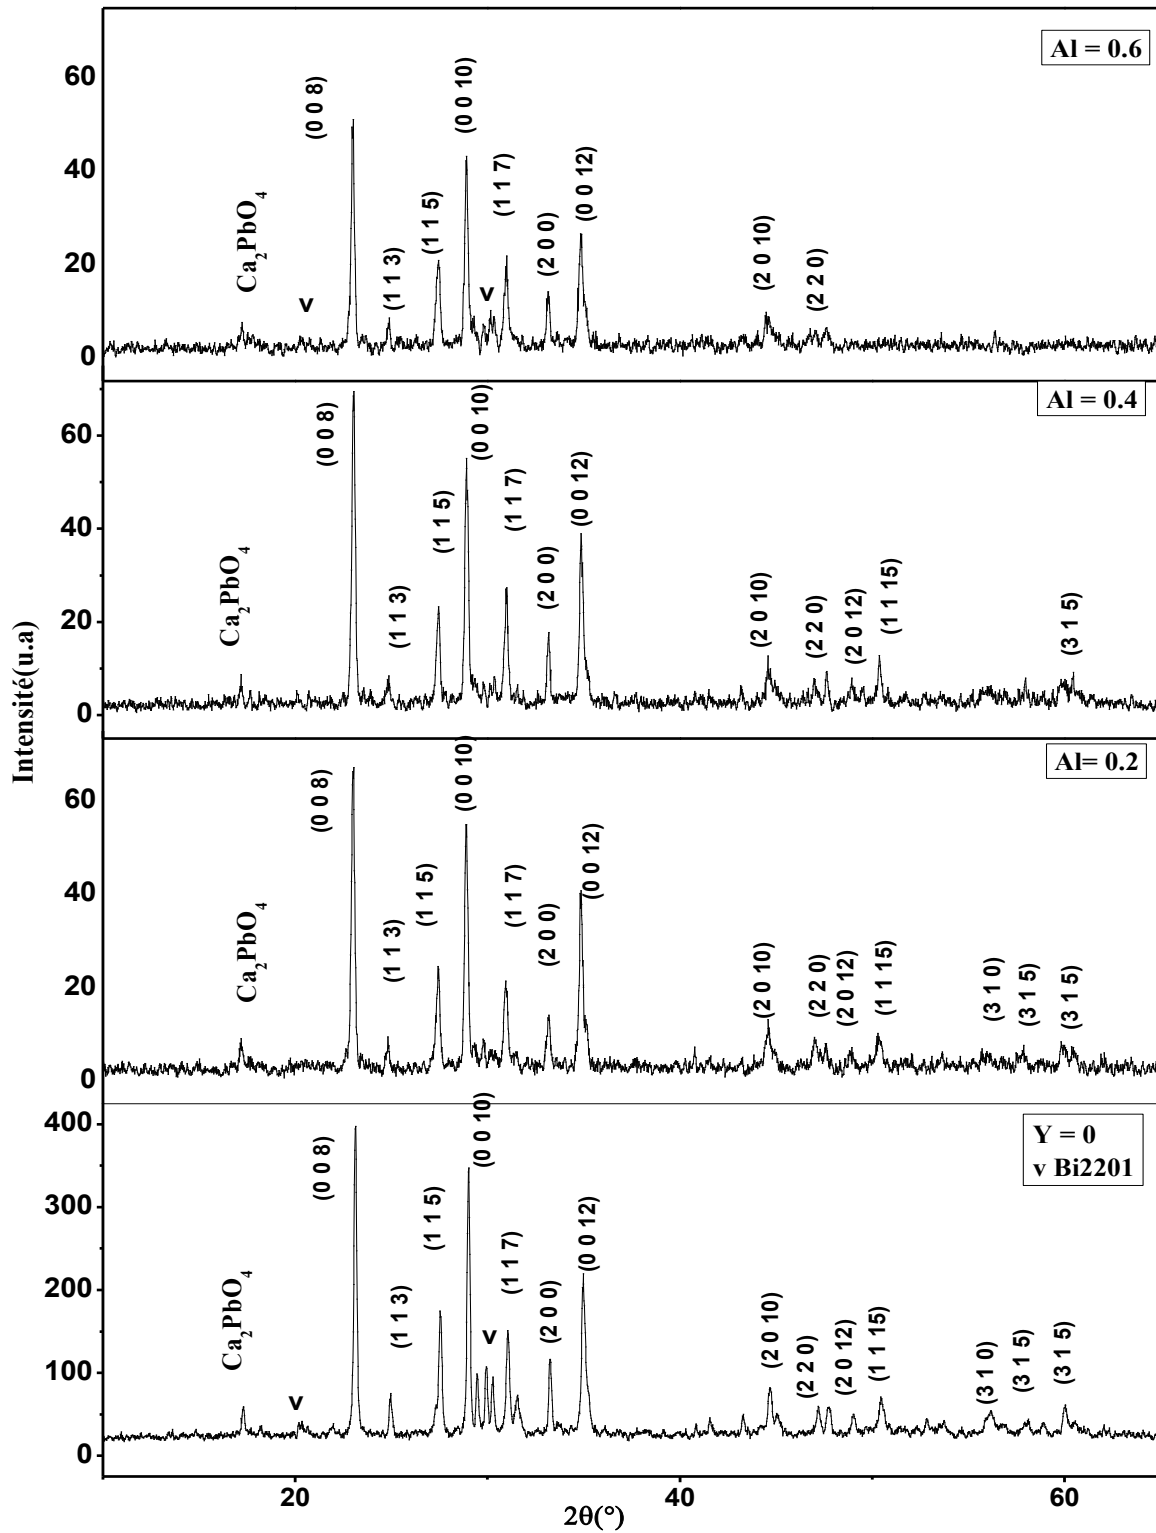 Al = 0.6
60
40
20
0
Ca2PbO4
v
(0 0 8)
(1 1 3)
(1 1 5)
(0 0 10)
v
(1 1 7)
(2 0 0)
(0 0 12)
(2 0 10)
(2 2 0)
Al = 0.4
60
40
20
0
Ca2PbO4
(0 0 8)
(1 1 3)
(1 1 5)
(0 0 10)
(1 1 7)
(2 0 0)
(0 0 12)
(2 0 10)
(2 2 0)
(2 0 12)
(1 1 15)
(3 1 5)
Intensité(u.a)
Al= 0.2
60
40
20
0
Ca2PbO4
(0 0 8)
(1 1 3)
(1 1 5)
(0 0 10)
(1 1 7)
(2 0 0)
(0 0 12)
(2 0 10)
(2 2 0)
(2 0 12)
(1 1 15)
(3 1 0)
(3 1 5)
(3 1 5)
Y = 0
v Bi2201
400
300
200
100
0
Ca2PbO4
v
(0 0 8)
(1 1 3)
(1 1 5)
(0 0 10)
v
(1 1 7)
(2 0 0)
(0 0 12)
(2 0 10)
(2 2 0)
(2 0 12)
(1 1 15)
(3 1 0)
(3 1 5)
(3 1 5)
20
40
60
2θ(°)